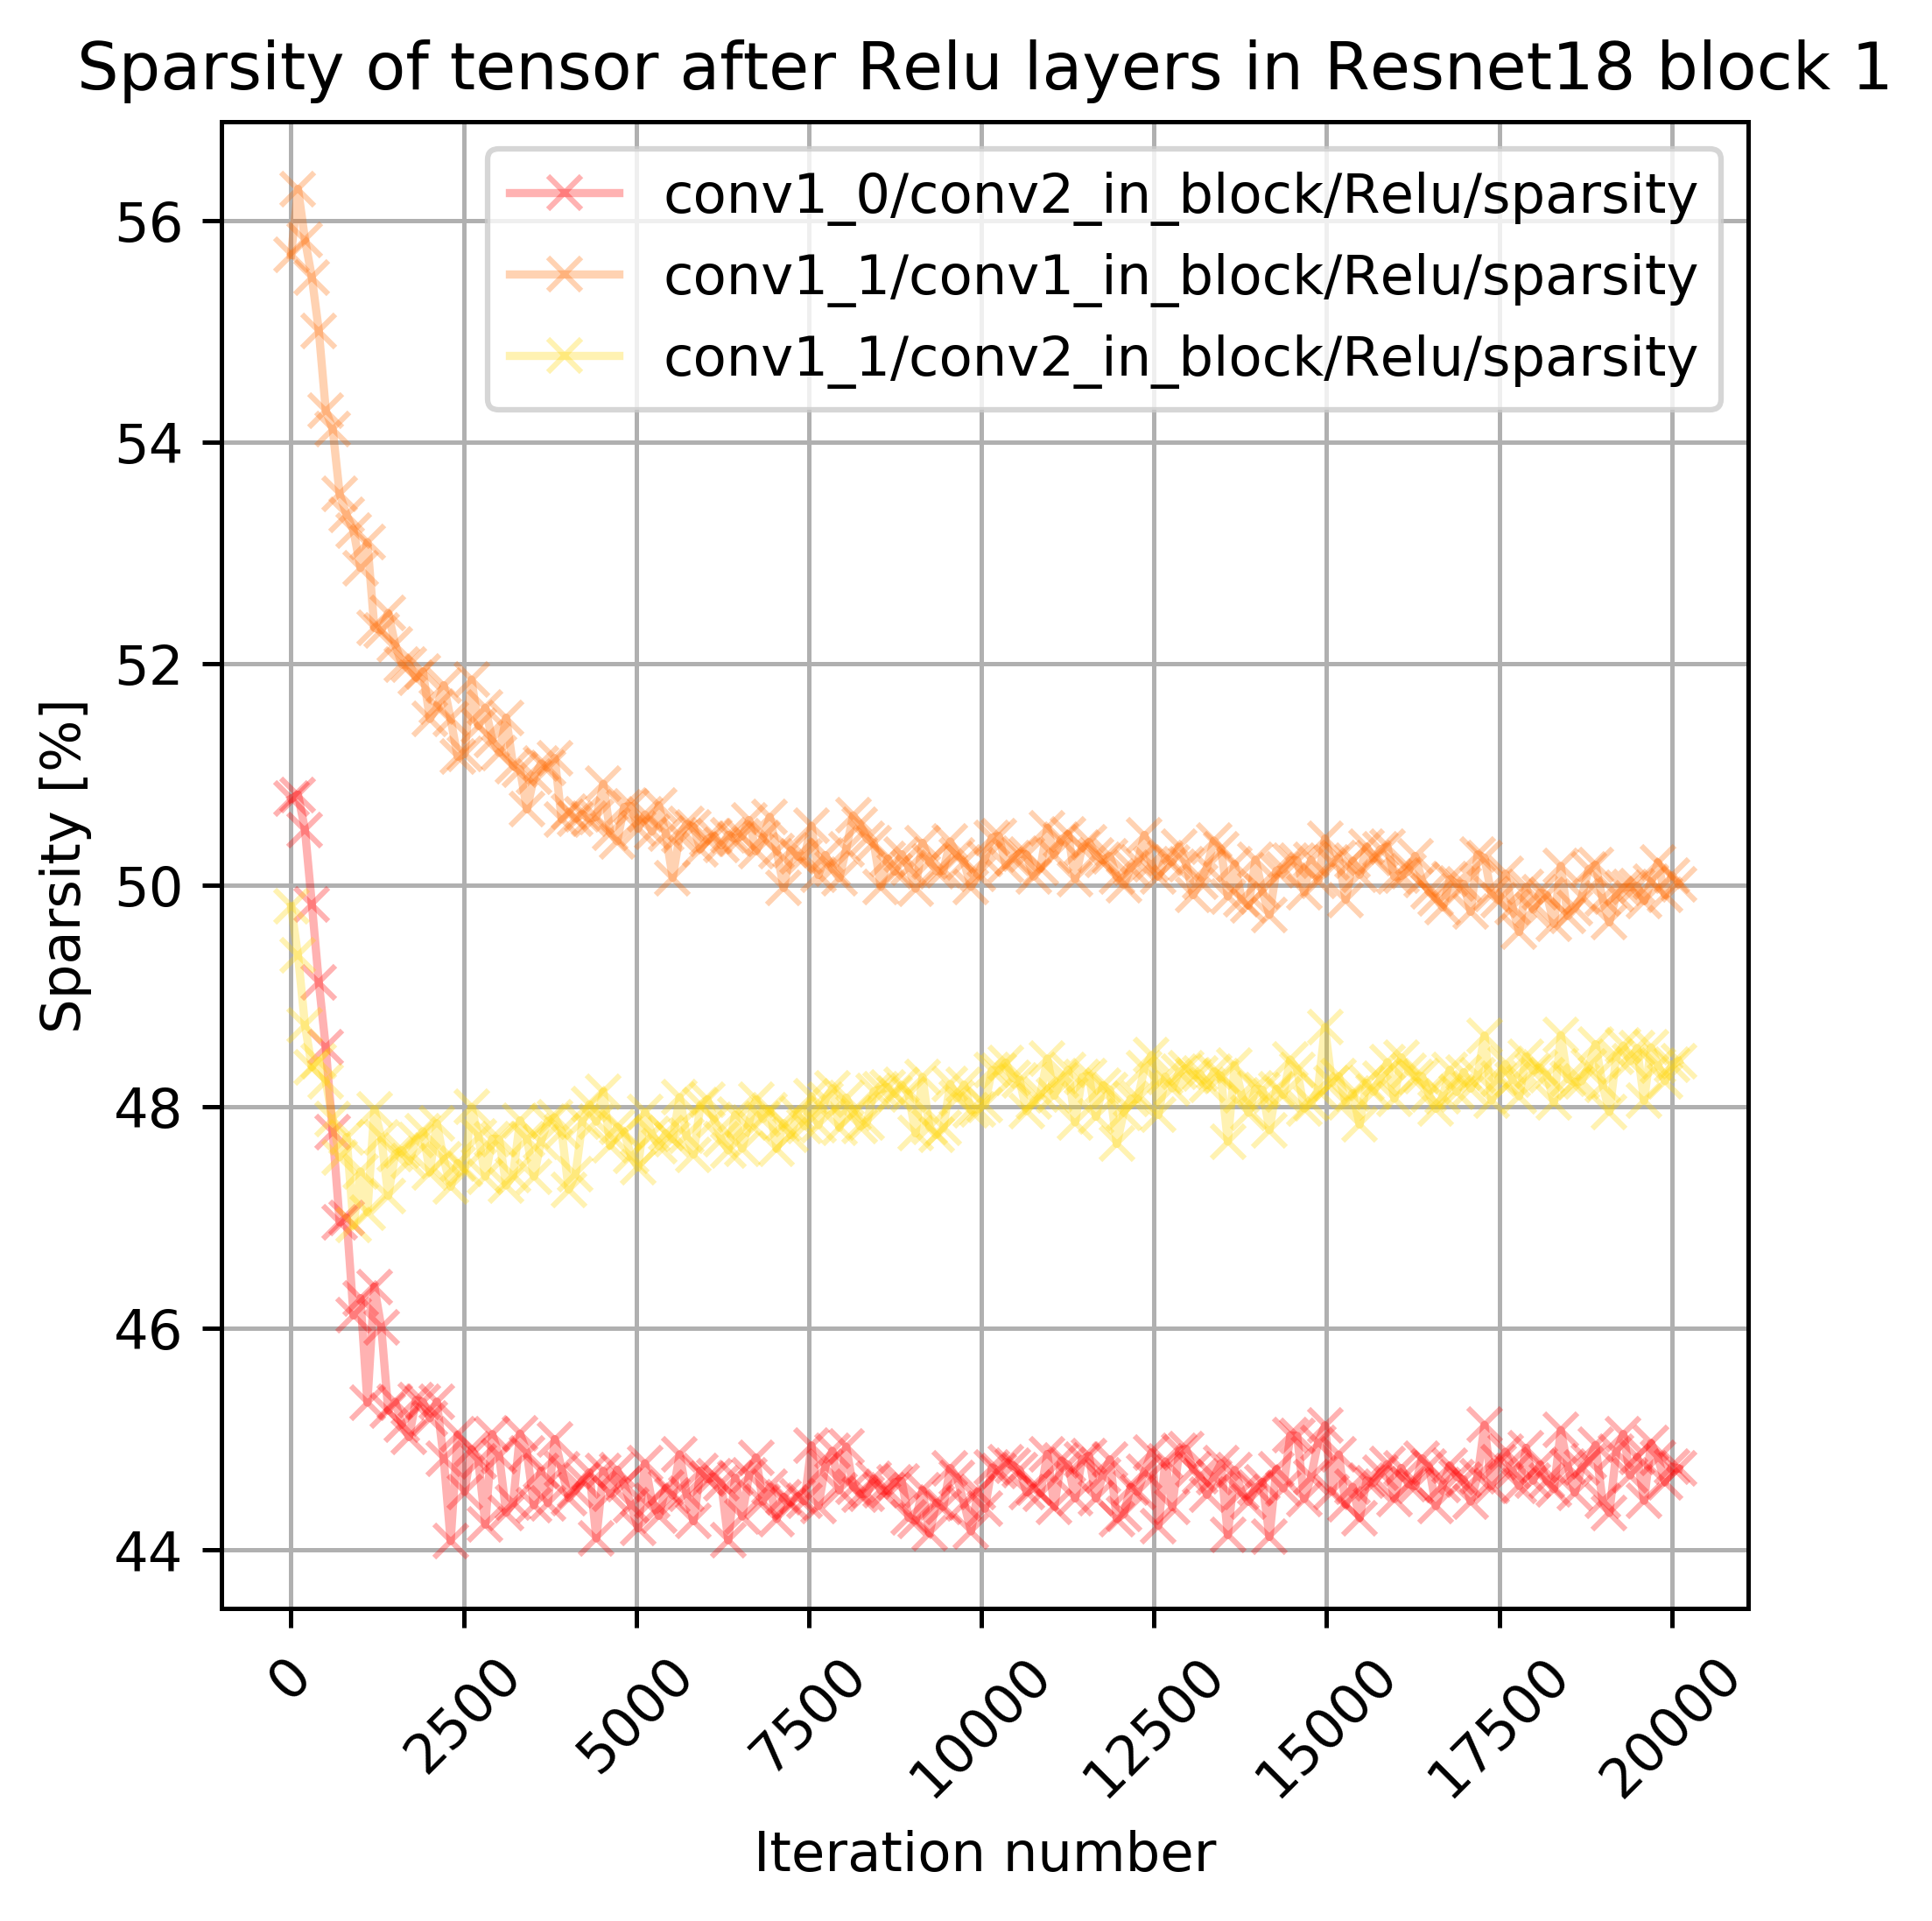 Sparsity of tensor after Relu layers in Resnet18 block 1
conv1_0/conv2_in_block/Relu/sparsity
conv1_1/conv1_in_block/Relu/sparsity
conv1_1/conv2_in_block/Relu/sparsity
56
54
52
50
48
46
44
Sparsity [%]
0
2500
5000
7500
10000
12500
15000
17500
20000
Iteration number